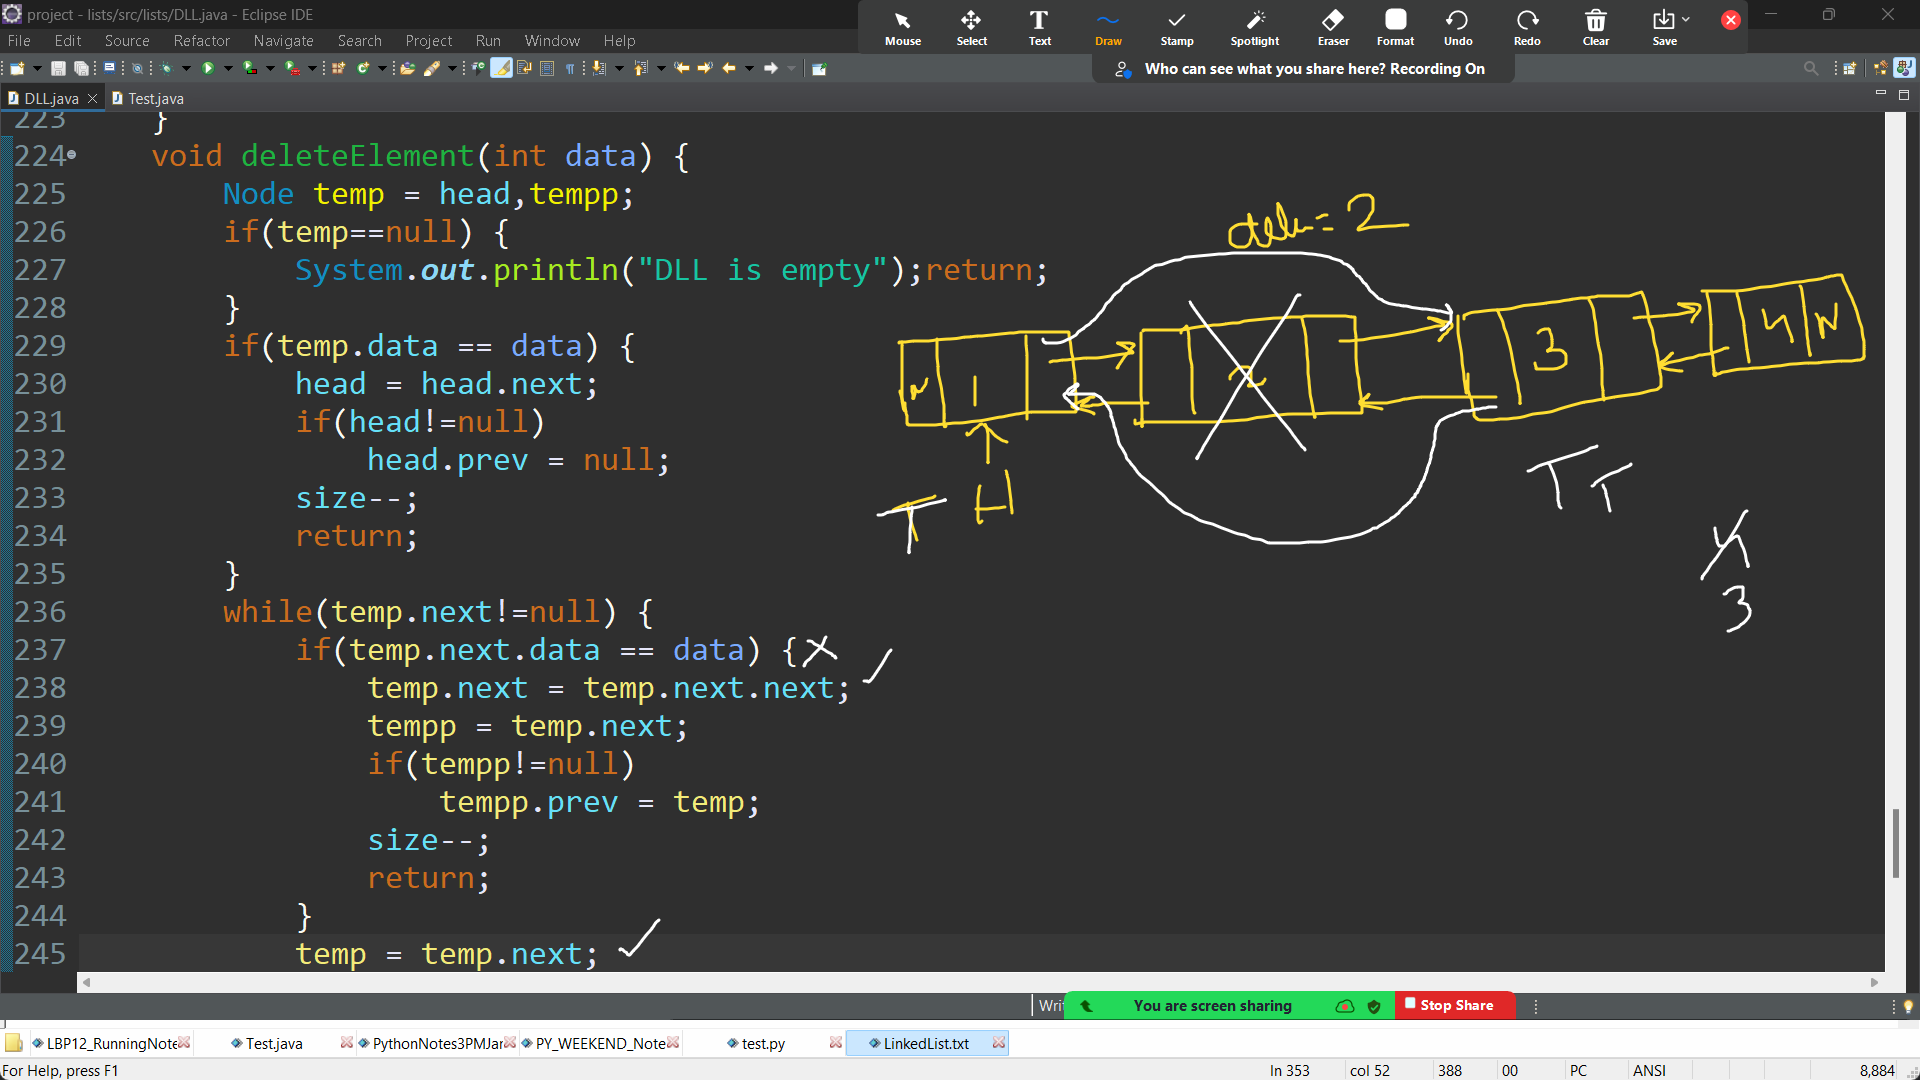 project - lists/src/lists/DLL.java - Eclipse IDE
File Edit Source Refactor Navigate Search Project Run Window Help
Mouse Select Text Draw Stamp Spotlight Eraser Format Undo Redo Clear Save
Who can see what you share here? Recording On
DLL.java Test.java
223 }
224 void deleteElement(int data) {
225 Node temp = head,tempp;
226 if(temp==null) {
227 System.out.println("DLL is empty");return;
228 }
229 if(temp.data == data) {
230 head = head.next;
231 if(head!=null)
232 head.prev = null;
233 size--;
234 return;
235 }
236 while(temp.next!=null) {
237 if(temp.next.data == data) {
238 temp.next = temp.next.next;
239 tempp = temp.next;
240 if(tempp!=null)
241 tempp.prev = temp;
242 size--;
243 return;
244 }
245 temp = temp.next;
= 2
N 1 2 3 4 N
T H T T
4
3
Wri
You are screen sharing Stop Share
LBP12_RunningNote Test.java PythonNotes3PMJar PY_WEEKEND_Note test.py LinkedList.txt
For Help, press F1 ln 353 col 52 388 00 PC ANSI 8,884